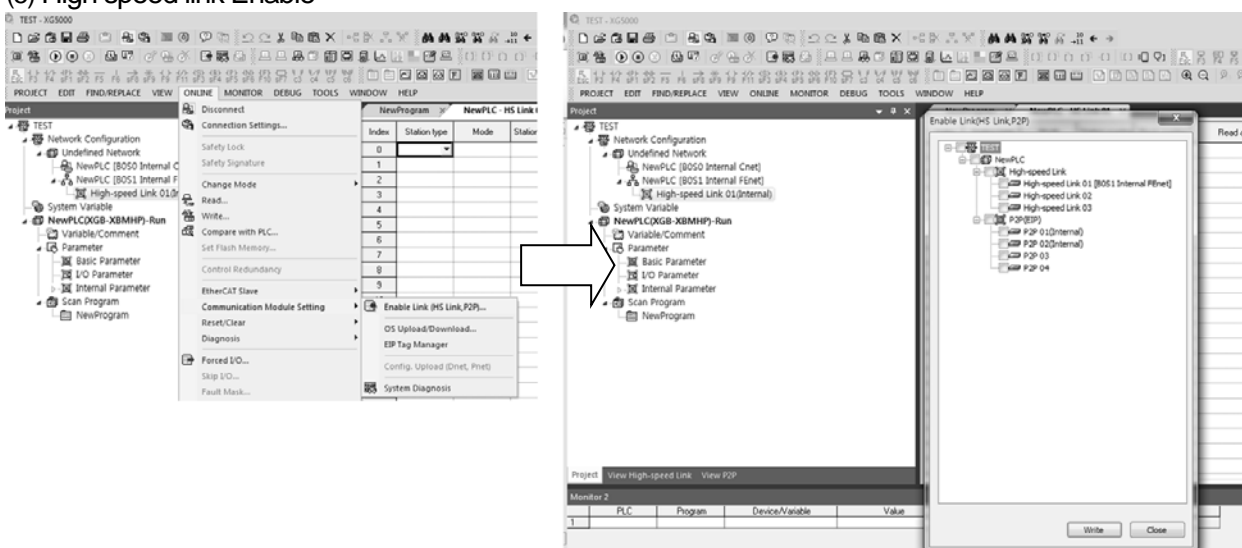 High speed link Enable
TEST - XG5000
PROJECT EDIT FIND/REPLACE VIEW ONLINE MONITOR DEBUG TOOLS WINDOW HELP
Project
TEST
Network Configuration
Undefined Network
NewPLC [B0S0 Internal C
NewPLC [B0S1 Internal F
High-speed Link 01(In
System Variable
NewPLC(XGB-XBMHP)-Run
Variable/Comment
Parameter
Basic Parameter
I/O Parameter
Internal Parameter
Scan Program
NewProgram
Disconnect
Connection Settings...
Safety Lock
Safety Signature
Change Mode
Read...
Write...
Compare with PLC...
Set Flash Memory...
Control Redundancy
EtherCAT Slave
Communication Module Setting
Reset/Clear
Diagnosis
Forced I/O...
Skip I/O...
Fault Mask...
Enable Link (HS Link,P2P)...
OS Upload/Download...
EIP Tag Manager
Config. Upload (Dnet, Pnet)
System Diagnosis
NewProgram × NewPLC - HS Link
Index Station type Mode Station
0
1
2
3
4
5
6
7
8
9
TEST - XG5000
PROJECT EDIT FIND/REPLACE VIEW ONLINE MONITOR DEBUG TOOLS WINDOW HELP
Project
TEST
Network Configuration
Undefined Network
NewPLC [B0S0 Internal Cnet]
NewPLC [B0S1 Internal FEnet]
High-speed Link 01(Internal)
System Variable
NewPLC(XGB-XBMHP)-Run
Variable/Comment
Parameter
Basic Parameter
I/O Parameter
Internal Parameter
Scan Program
NewProgram
Project View High-speed Link View P2P
Monitor 2
PLC Program Device/Variable Value
1
Enable Link(HS Link,P2P)
TEST
NewPLC
High-speed Link
High-speed Link 01 [B0S1 Internal FEnet]
High-speed Link 02
High-speed Link 03
P2P(EIP)
P2P 01(Internal)
P2P 02(Internal)
P2P 03
P2P 04
Write Close
Read